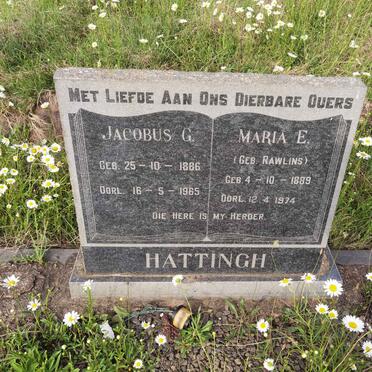 MET LIEFDE AAN ONS DIERBARE OUERS
JACOBUS G.
GEB. 25-10-1886
OORL. 16-5-1965
MARIA E.
(GEB. RAWLINS)
GEB. 4-10-1889
OORL. 12.4.1974
DIE HERE IS MY HERDER.
HATTINGH